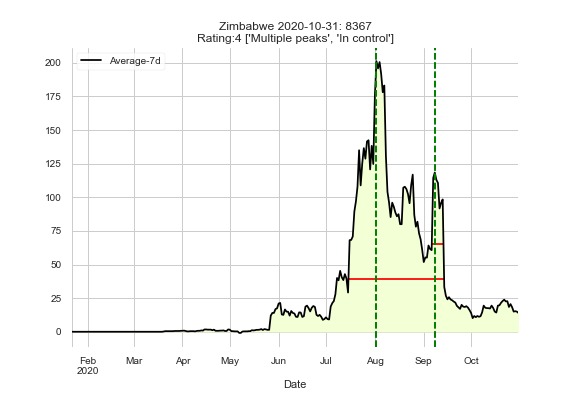 Zimbabwe 2020-10-31: 8367
Rating:4 ['Multiple peaks', 'In control']
Average-7d
200
175
150
125
100
75
50
25
0
Feb Mar Apr May Jun Jul Aug Sep Oct
2020
Date